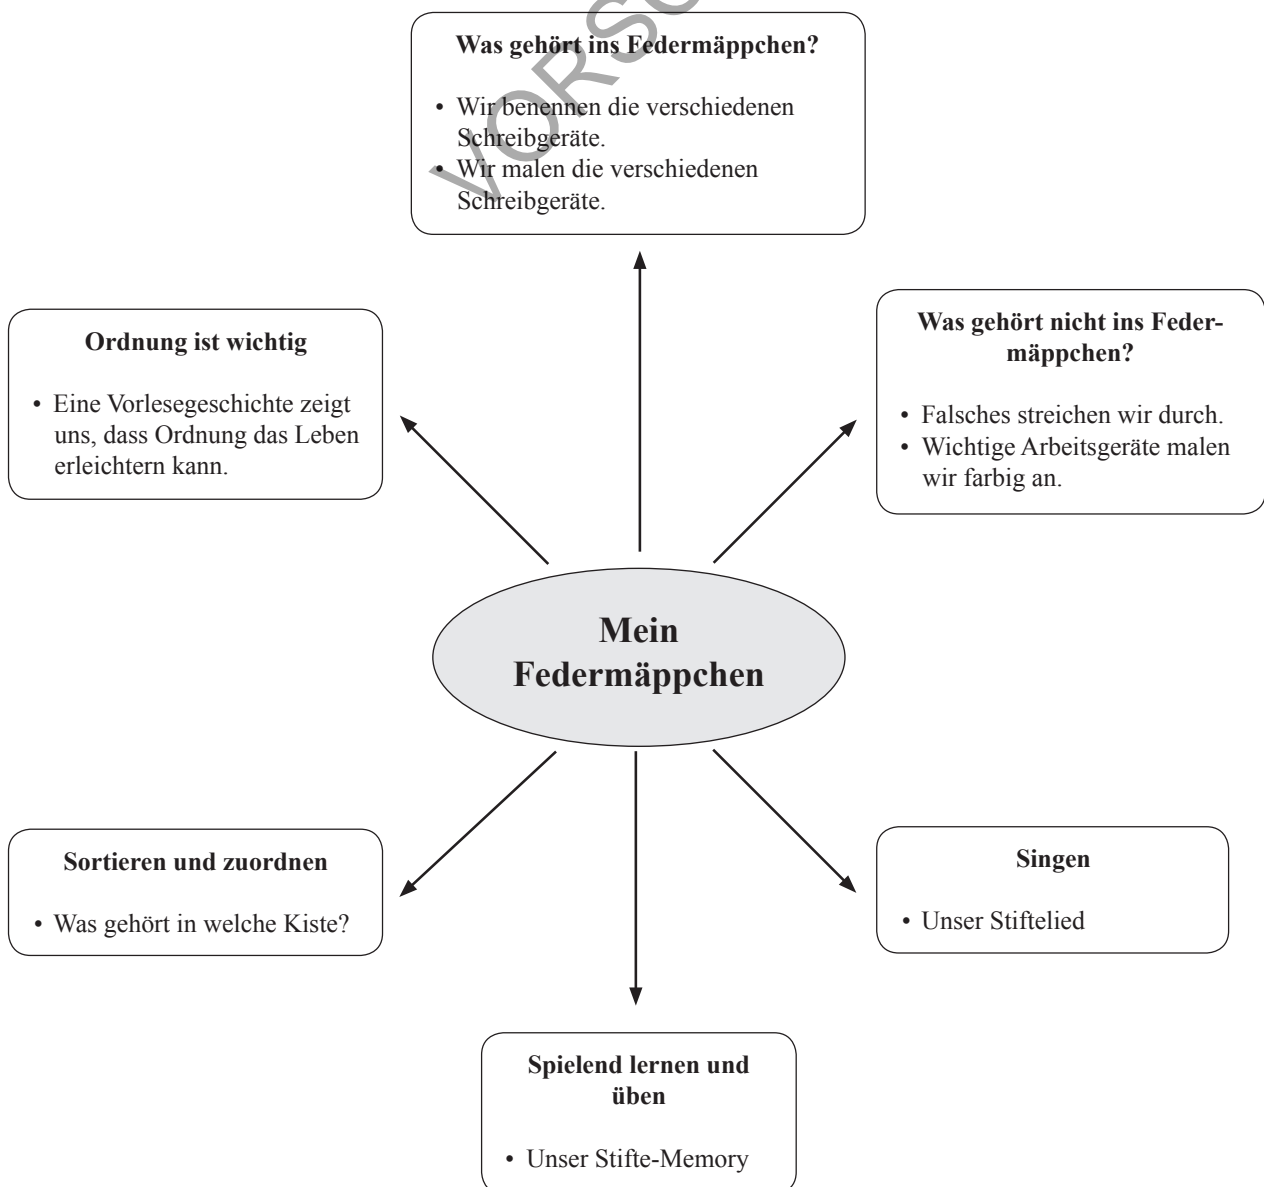 VORSC
Was gehört ins Federmäppchen?
• Wir benennen die verschiedenen
Schreibgeräte.
• Wir malen die verschiedenen
Schreibgeräte.
Ordnung ist wichtig
• Eine Vorlesegeschichte zeigt
uns, dass Ordnung das Leben
erleichtern kann.
Was gehört nicht ins Feder-
mäppchen?
• Falsches streichen wir durch.
• Wichtige Arbeitsgeräte malen
wir farbig an.
Mein
Federmäppchen
Sortieren und zuordnen
• Was gehört in welche Kiste?
Singen
• Unser Stiftelied
Spielend lernen und
üben
• Unser Stifte-Memory